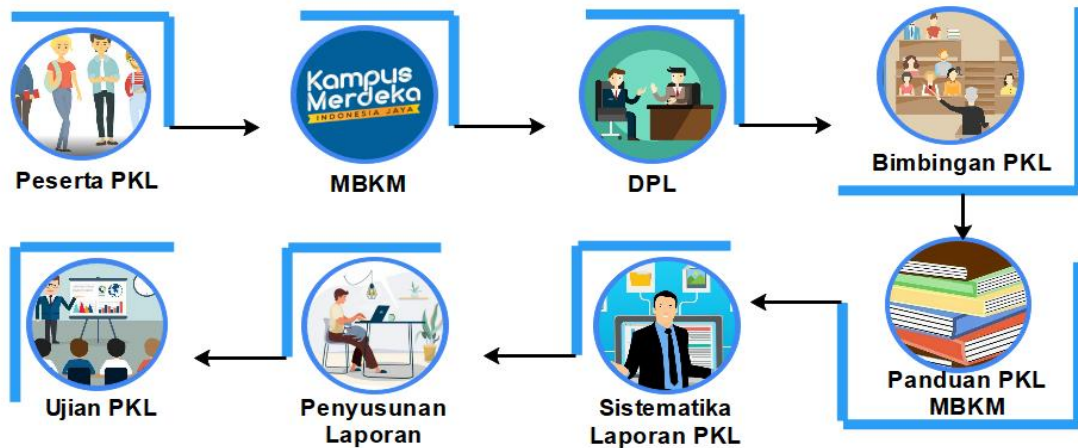 Kampus
Merdeka
INDONESIA JAYA
Peserta PKL
MBKM
DPL
Bimbingan PKL
Panduan PKL
MBKM
Sistematika
Laporan PKL
Penyusunan
Laporan
Ujian PKL